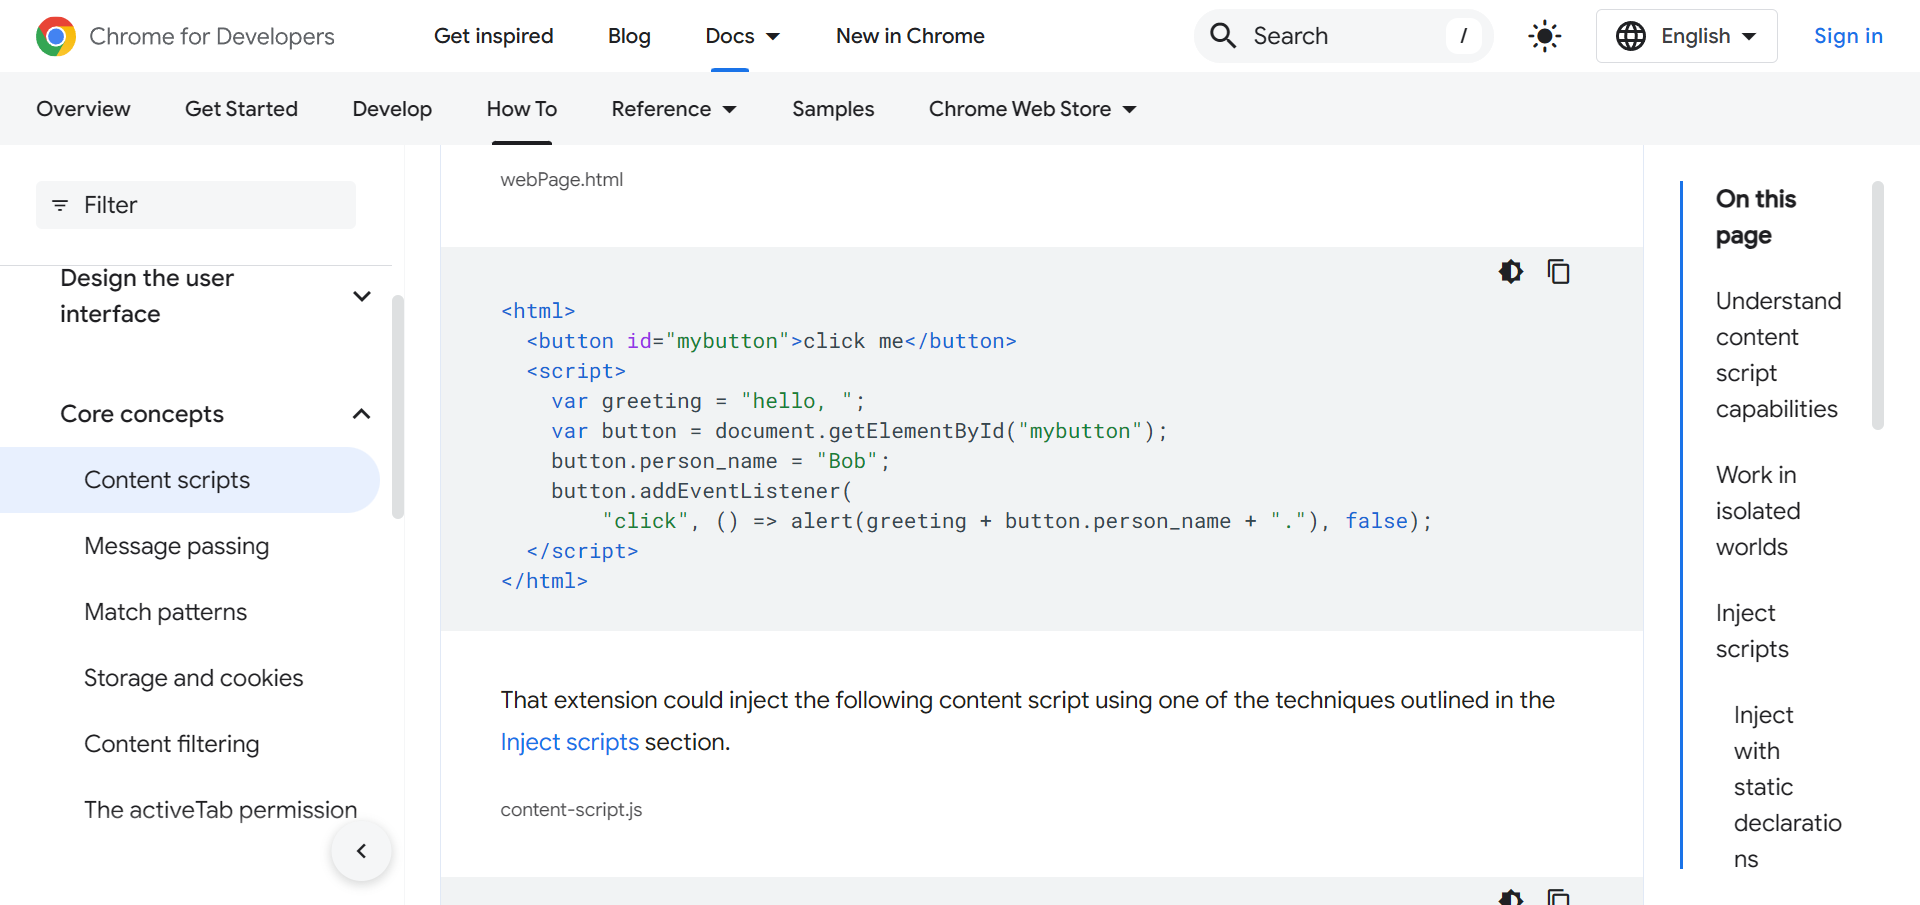 Chrome for Developers
Get inspired
Blog
Docs
New in Chrome
Search
/
English
Sign in
Overview
Get Started
Develop
How To
Reference
Samples
Chrome Web Store
Filter
Design the user
interface
Core concepts
Content scripts
Message passing
Match patterns
Storage and cookies
Content filtering
The activeTab permission
webPage.html
<html>
  <button id="mybutton">click me</button>
  <script>
    var greeting = "hello, ";
    var button = document.getElementById("mybutton");
    button.person_name = "Bob";
    button.addEventListener(
        "click", () => alert(greeting + button.person_name + "."), false);
  </script>
</html>
That extension could inject the following content script using one of the techniques outlined in the
Inject scripts section.
content-script.js
On this
page
Understand
content
script
capabilities
Work in
isolated
worlds
Inject
scripts
Inject
with
static
declaratio
ns